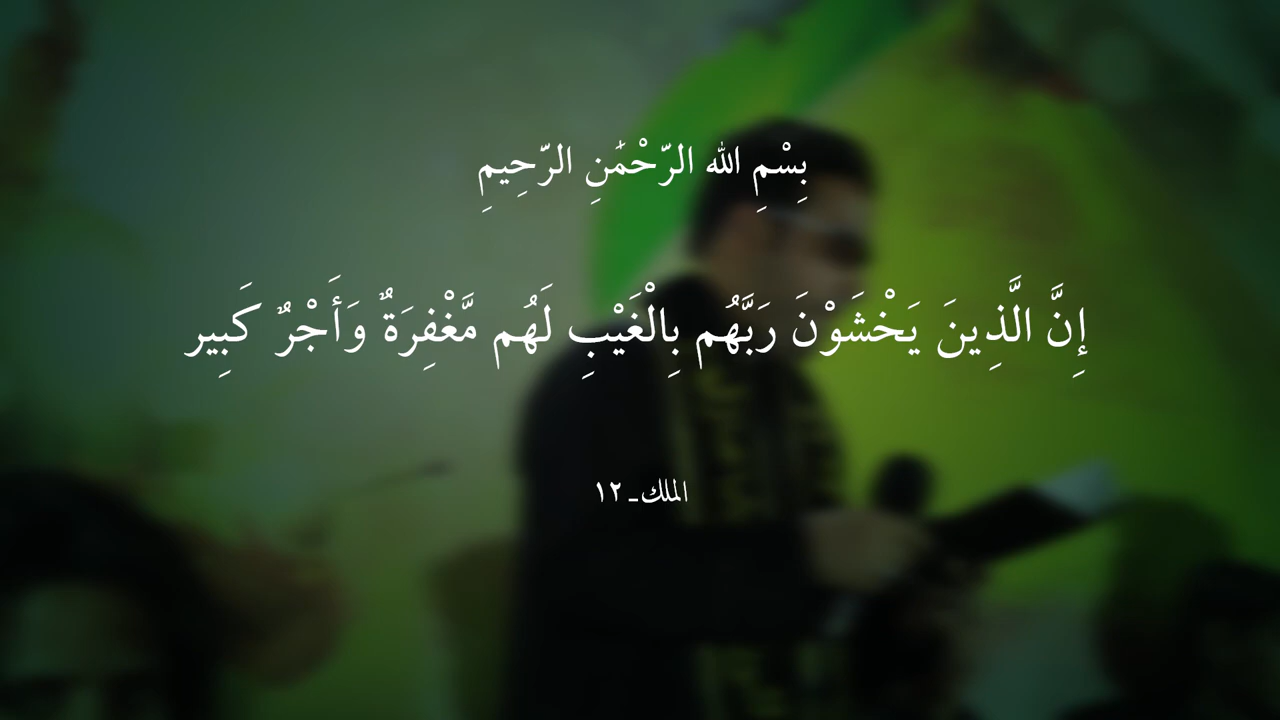 بِسْمِ الله الرّحْمَٰنِ الرّحِيمِ
إِنَّ الَّذِينَ يَخْشَوْنَ رَبَّهُم بِالْغَيْبِ لَهُم مَّغْفِرَةٌ وَأَجْرٌ كَبِير
الملك ـ ١٢